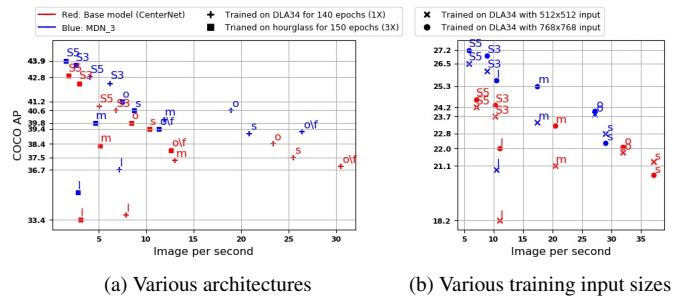 Red: Base model (CenterNet)
Blue: MDN_3
Trained on DLA34 for 140 epochs (1X)
Trianed on hourglass for 150 epochs (3X)
Trained on DLA34 with 512x512 input
Trained on DLA34 with 768x768 input
COCO AP
43.9
42.8
41.2
40.6
39.8
39.4
38.4
37.5
36.7
33.4
S5
S3
S5
S3
S5
S3
S5
S3
o
s
m
o\f
m
o
s
o\f
o
s
o\f
m
m
o
s
o\f
l
l
l
l
5
10
15
20
25
30
Image per second
27.2
26.5
25.3
24.2
23.6
22.8
22.0
21.1
18.2
S5
S5
S3
S3
l
m
m
l
o
s
S5
S5
S3
S3
m
m
l
l
o
o
s
s
5
10
15
20
25
30
35
Image per second
(a) Various architectures
(b) Various training input sizes